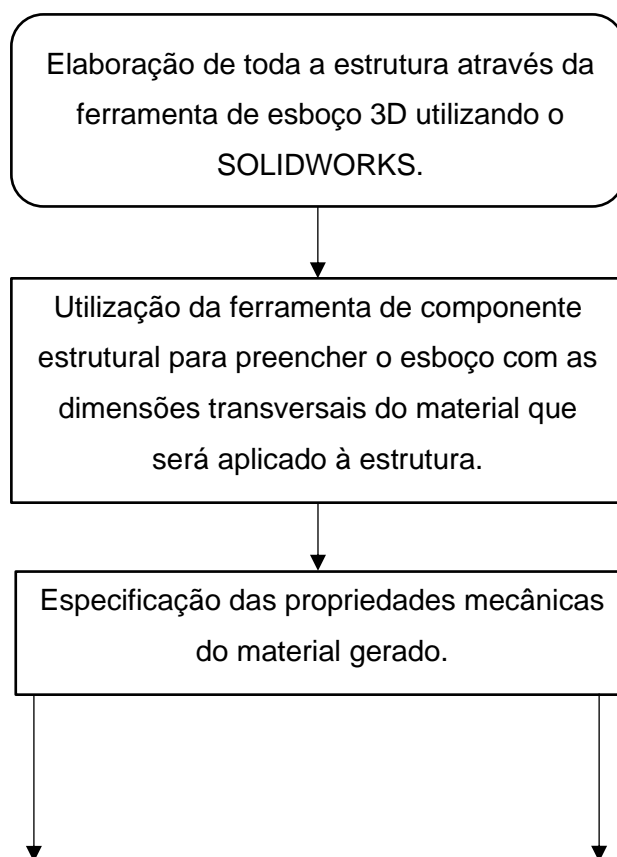 Elaboração de toda a estrutura através da
ferramenta de esboço 3D utilizando o
SOLIDWORKS.
Utilização da ferramenta de componente
estrutural para preencher o esboço com as
dimensões transversais do material que
será aplicado à estrutura.
Especificação das propriedades mecânicas
do material gerado.